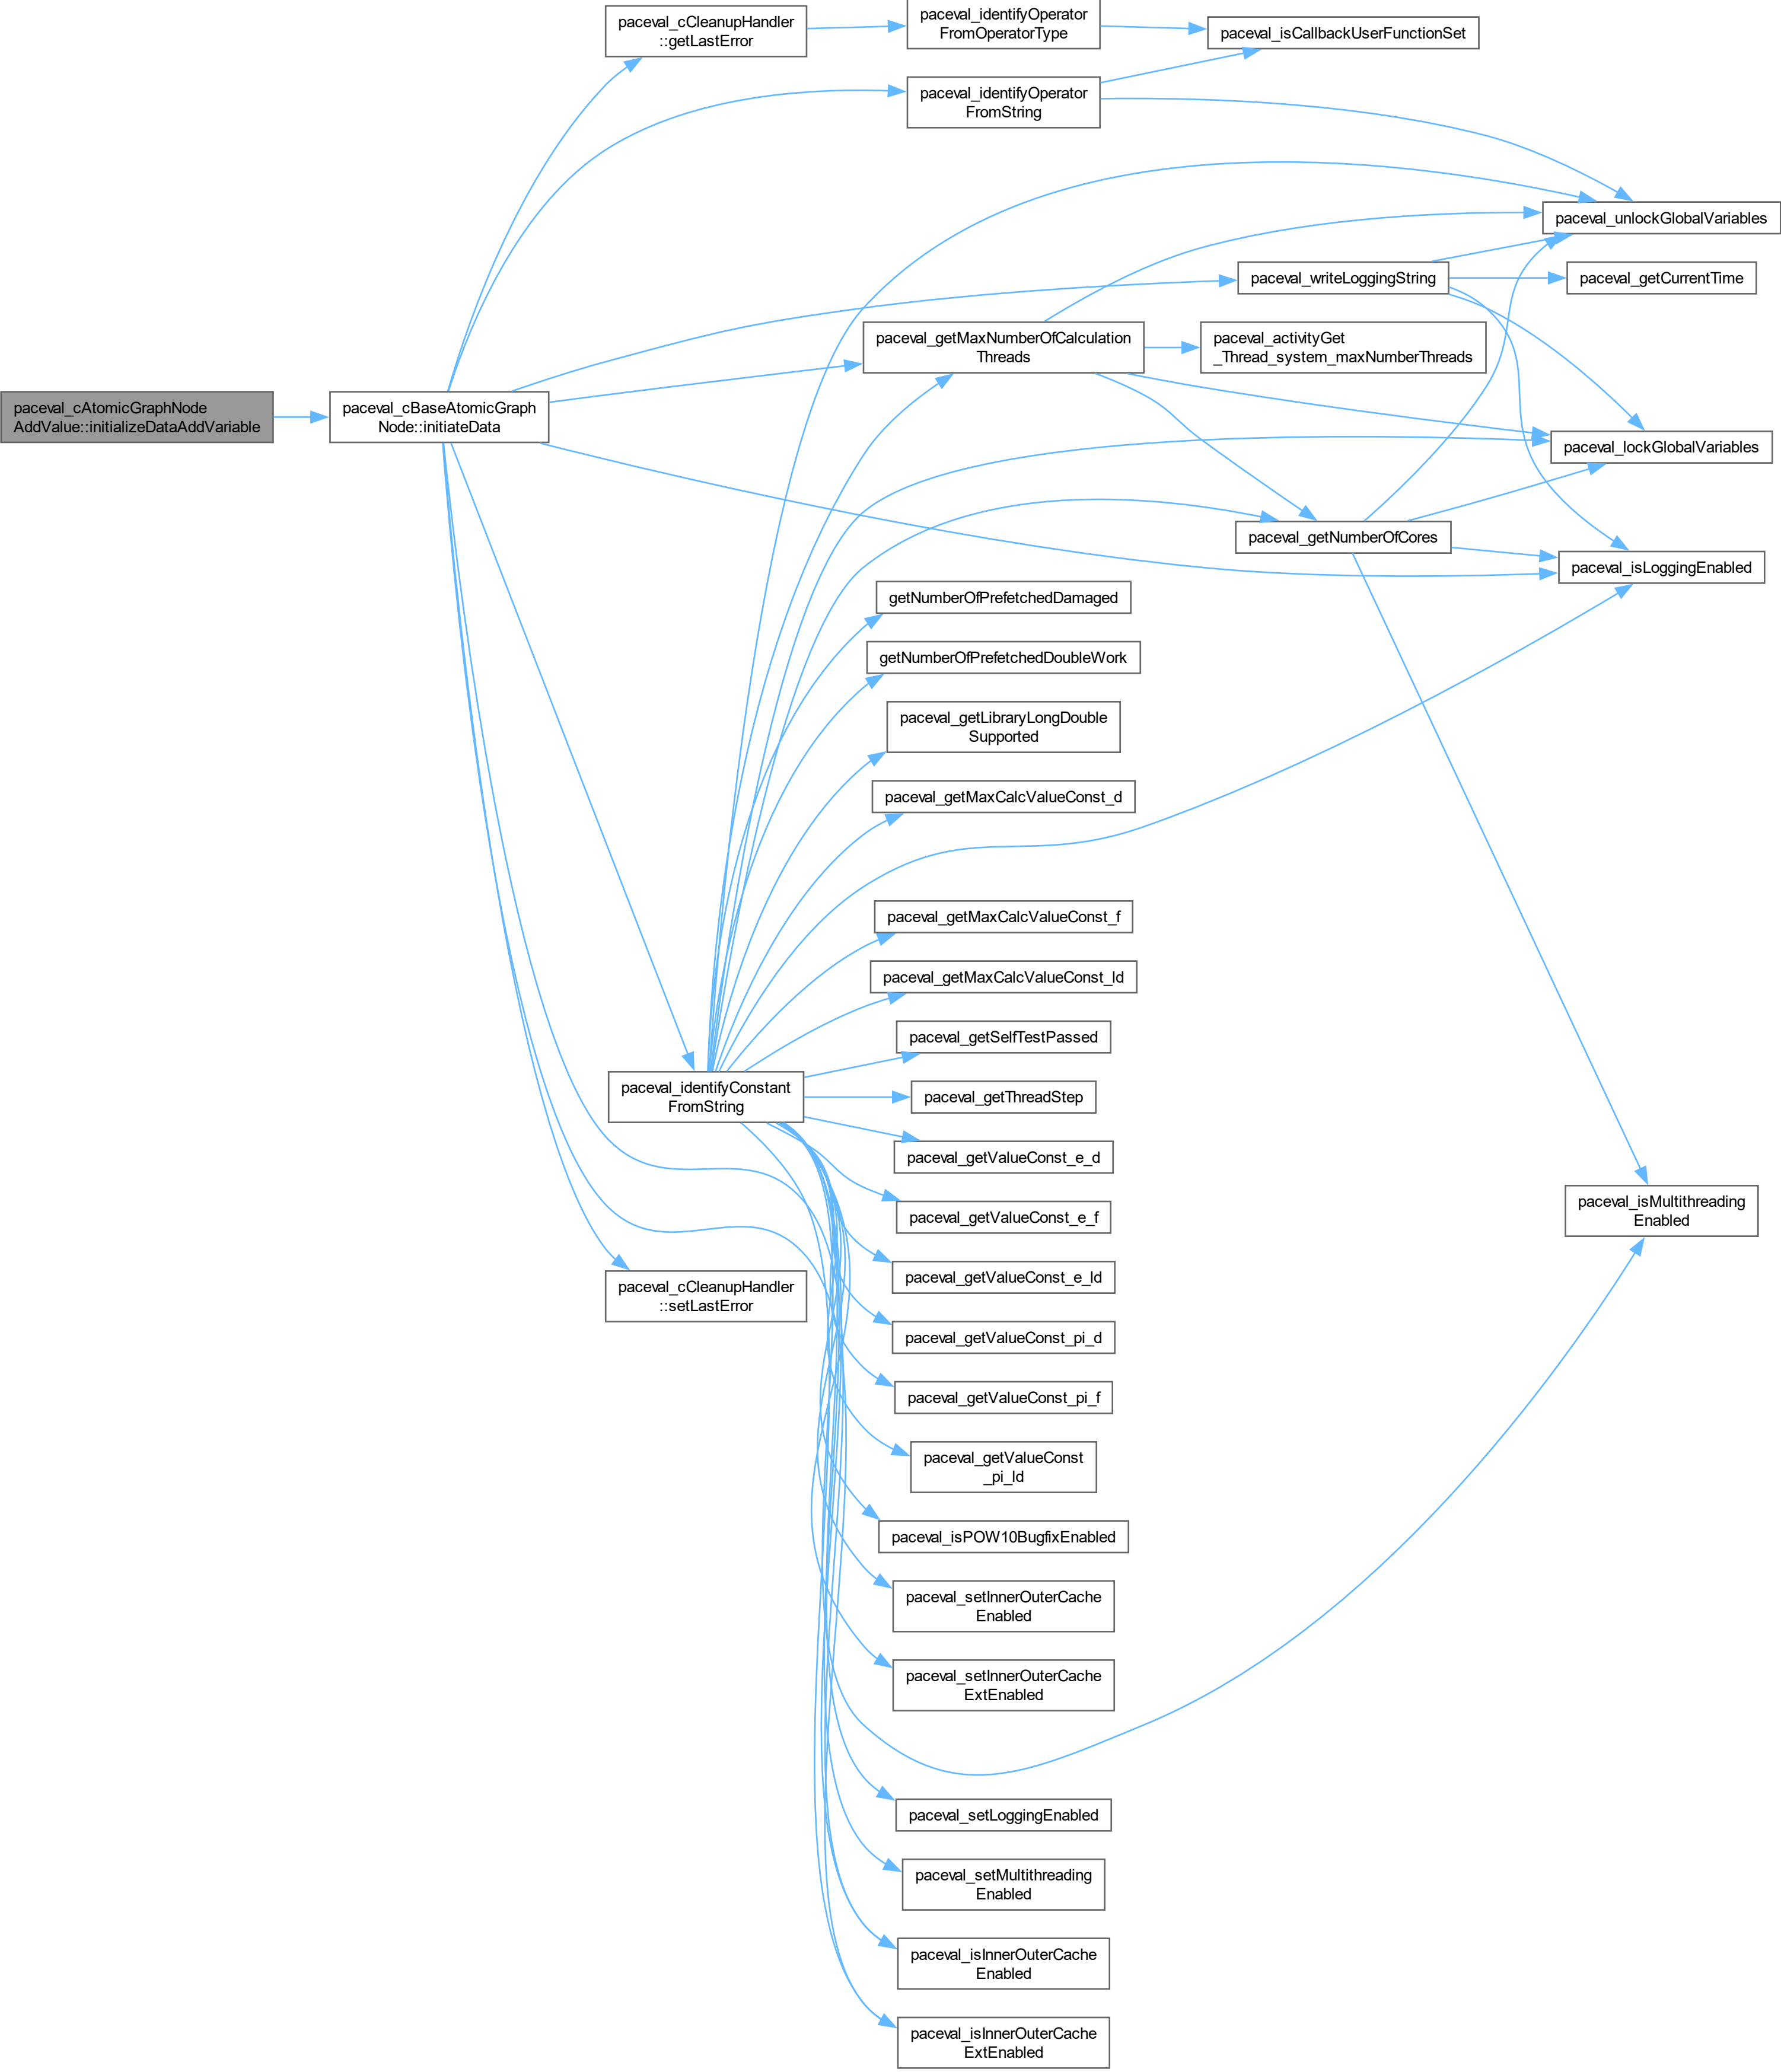 paceval_cAtomicGraphNode
AddValue::initializeDataAddVariable
paceval_cBaseAtomicGraph
Node::initiateData
paceval_cCleanupHandler
::getLastError
paceval_identifyOperator
FromOperatorType
paceval_isCallbackUserFunctionSet
paceval_identifyOperator
FromString
paceval_unlockGlobalVariables
paceval_writeLoggingString
paceval_getCurrentTime
paceval_getMaxNumberOfCalculation
Threads
paceval_activityGet
_Thread_system_maxNumberThreads
paceval_lockGlobalVariables
paceval_getNumberOfCores
paceval_isLoggingEnabled
getNumberOfPrefetchedDamaged
getNumberOfPrefetchedDoubleWork
paceval_getLibraryLongDouble
Supported
paceval_getMaxCalcValueConst_d
paceval_getMaxCalcValueConst_f
paceval_getMaxCalcValueConst_ld
paceval_getSelfTestPassed
paceval_identifyConstant
FromString
paceval_getThreadStep
paceval_getValueConst_e_d
paceval_getValueConst_e_f
paceval_isMultithreading
Enabled
paceval_getValueConst_e_ld
paceval_cCleanupHandler
::setLastError
paceval_getValueConst_pi_d
paceval_getValueConst_pi_f
paceval_getValueConst
_pi_ld
paceval_isPOW10BugfixEnabled
paceval_setInnerOuterCache
Enabled
paceval_setInnerOuterCache
ExtEnabled
paceval_setLoggingEnabled
paceval_setMultithreading
Enabled
paceval_isInnerOuterCache
Enabled
paceval_isInnerOuterCache
ExtEnabled